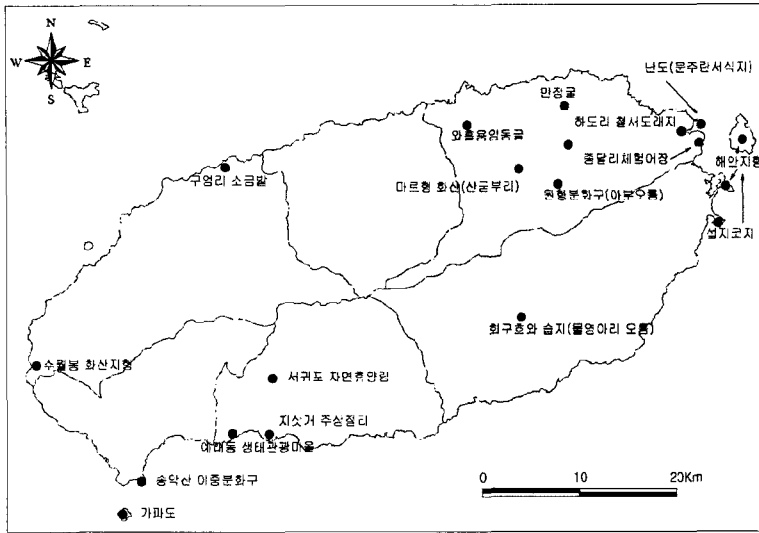 N
W E
S
난도(문주란서식지)
만장굴
하도리 철서도래지
와흘용암동굴
종달리체험어장
해안지형
구엄리 소금밭
마르형 화산(산굼부리)
원형분화구(아부오름)
섭지코지
화구호와 습지(물영아리 오름)
수월봉 화산지형
서귀포 자연휴양림
지삿개 주상절리
예래동 생태관광마을
송악산 이중분화구
가파도
0 10 20Km